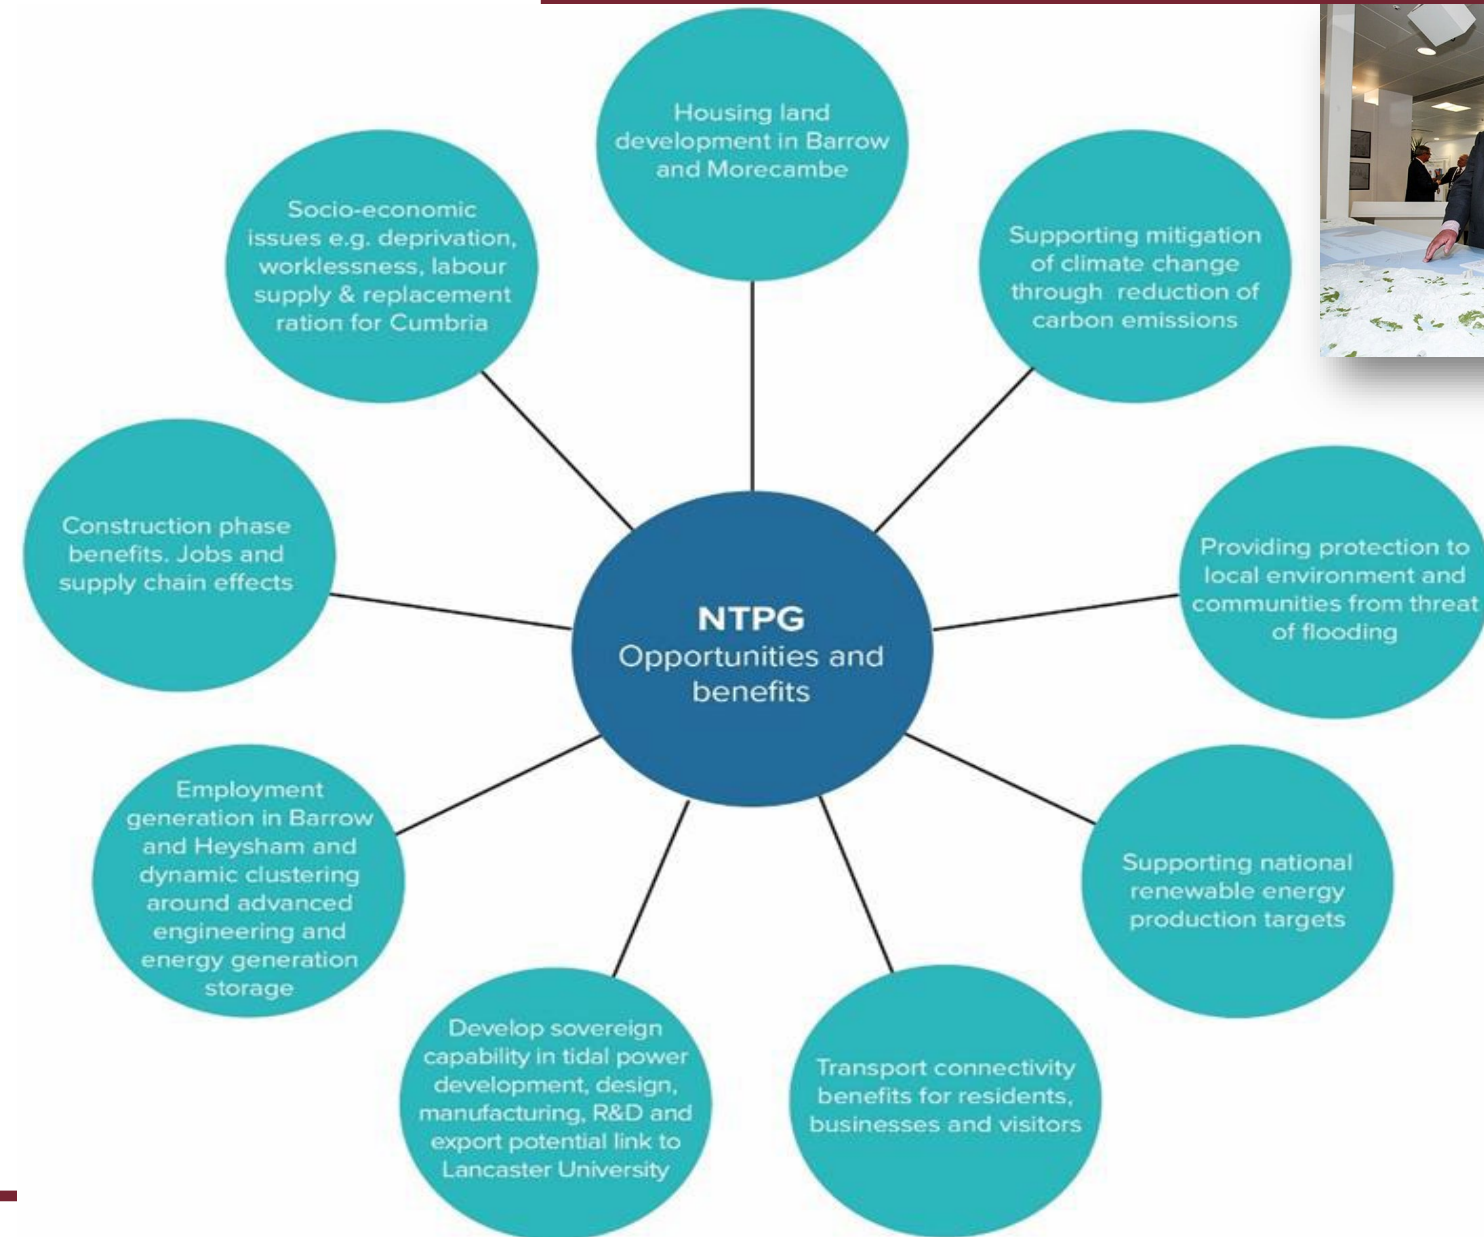 Housing land
development in Barrow
and Morecambe
Supporting mitigation
of climate change
through reduction of
carbon emissions
Providing protection to
local environment and
communities from threat
of flooding
Supporting national
renewable energy
production targets
Transport connectivity
benefits for residents,
businesses and visitors
Develop sovereign
capability in tidal power
development, design,
manufacturing, R&D and
export potential link to
Lancaster University
Employment
generation in Barrow
and Heysham and
dynamic clustering
around advanced
engineering and
energy generation
storage
Construction phase
benefits. Jobs and
supply chain effects
Socio-economic
issues e.g. deprivation,
worklessness, labour
supply & replacement
ration for Cumbria
NTPG
Opportunities and
benefits